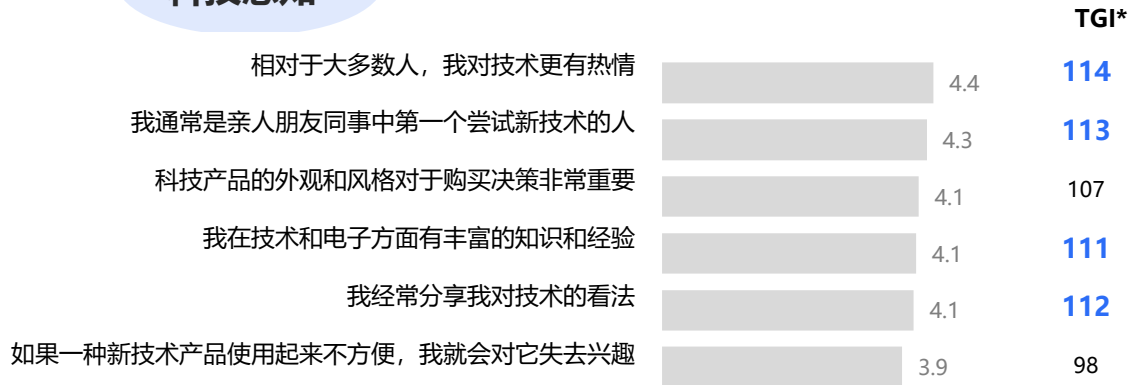 TGI*
相对于大多数人，我对技术更有热情 4.4 114
我通常是亲人朋友同事中第一个尝试新技术的人 4.3 113
科技产品的外观和风格对于购买决策非常重要 4.1 107
我在技术和电子方面有丰富的知识和经验 4.1 111
我经常分享我对技术的看法 4.1 112
如果一种新技术产品使用起来不方便，我就会对它失去兴趣 3.9 98